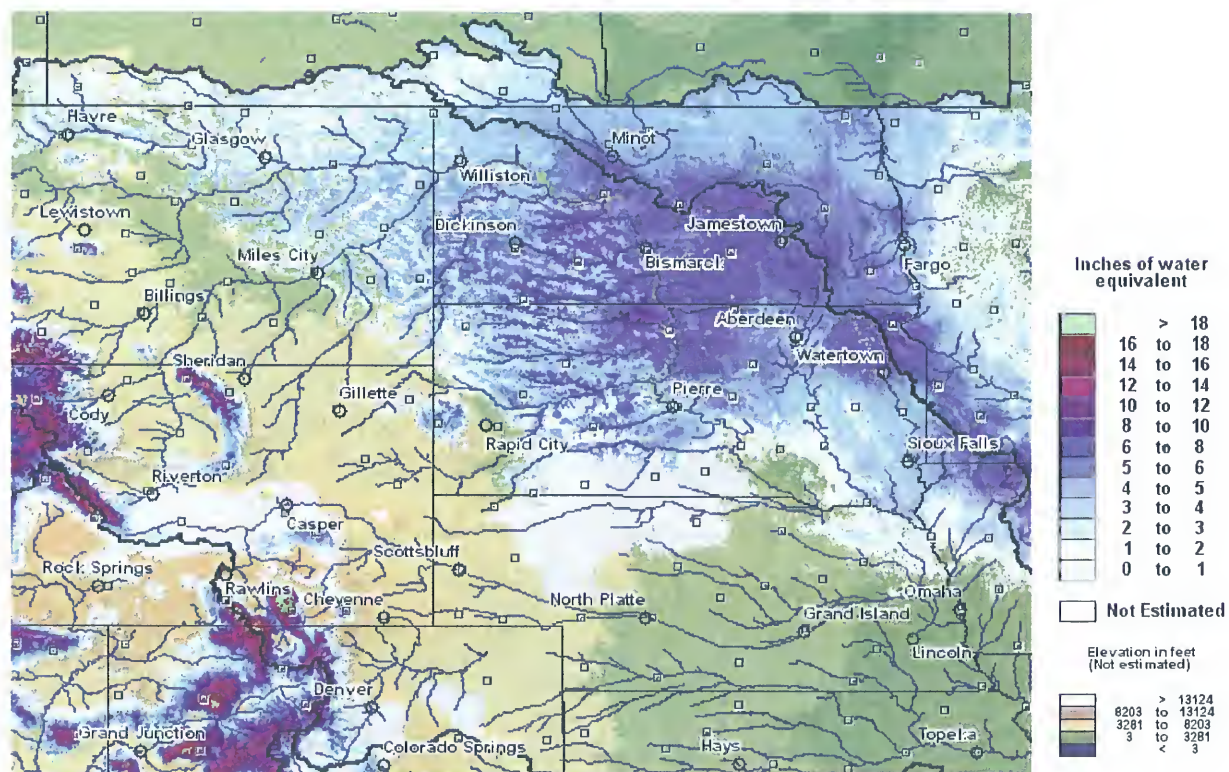 Havre
Glasgow
Minot
Williston
Lewistown
Dickinson
Jamestown
Miles City
Bismarck
Fargo
Billings
Aberdeen
Sheridan
Watertown
Gillette
Pierre
Cody
Rapid City
Sioux Falls
Riverton
Casper
Scottsbluff
Rock Springs
Rawlins
Cheyenne
North Platte
Omaha
Grand Island
Lincoln
Denver
Grand Junction
Colorado Springs
Hays
Topeka
Inches of water
equivalent
> 18
16 to 18
14 to 16
12 to 14
10 to 12
8 to 10
6 to 8
5 to 6
4 to 5
3 to 4
2 to 3
1 to 2
0 to 1
Not Estimated
Elevation in feet
(Not estimated)
> 13124
8203 to 13124
3281 to 8203
3 to 3281
< 3